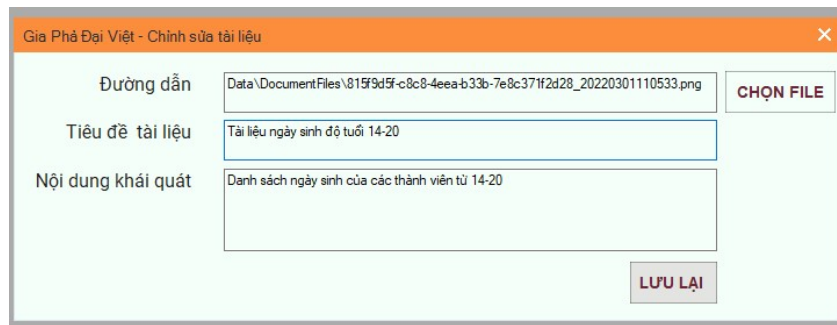 Gia Phả Đại Việt - Chỉnh sửa tài liệu
Đường dẫn
Data\DocumentFiles\815f9d5f-c8c8-4eea-b33b-7e8c371f2d28_20220301110533.png
CHỌN FILE
Tiêu đề tài liệu
Tài liệu ngày sinh độ tuổi 14-20
Nội dung khái quát
Danh sách ngày sinh của các thành viên từ 14-20
LƯU LẠI